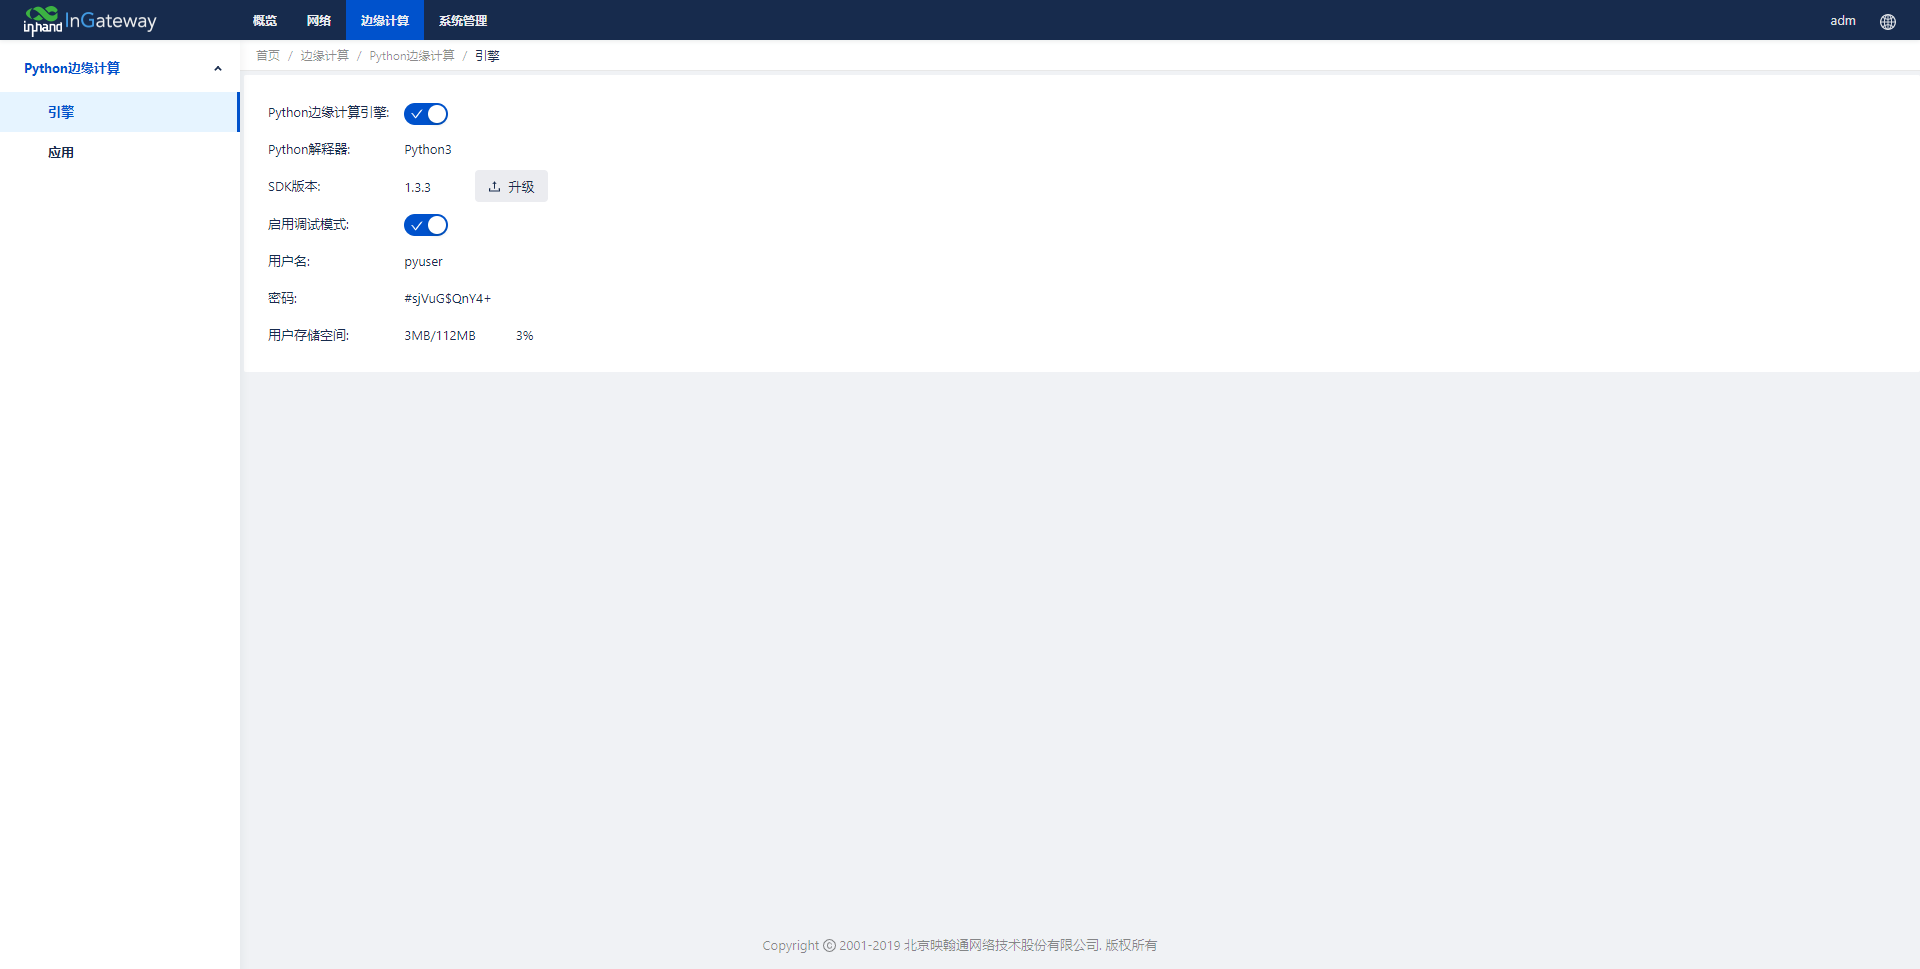 inhand InGateway 概览 网络 边缘计算 系统管理 adm
首页 / 边缘计算 / Python边缘计算 / 引擎
Python边缘计算
引擎
应用
Python边缘计算引擎:
Python解释器: Python3
SDK版本: 1.3.3 升级
启用调试模式:
用户名: pyuser
密码: #sjVuG$QnY4+
用户存储空间: 3MB/112MB 3%
Copyright © 2001-2019 北京映翰通网络技术股份有限公司. 版权所有